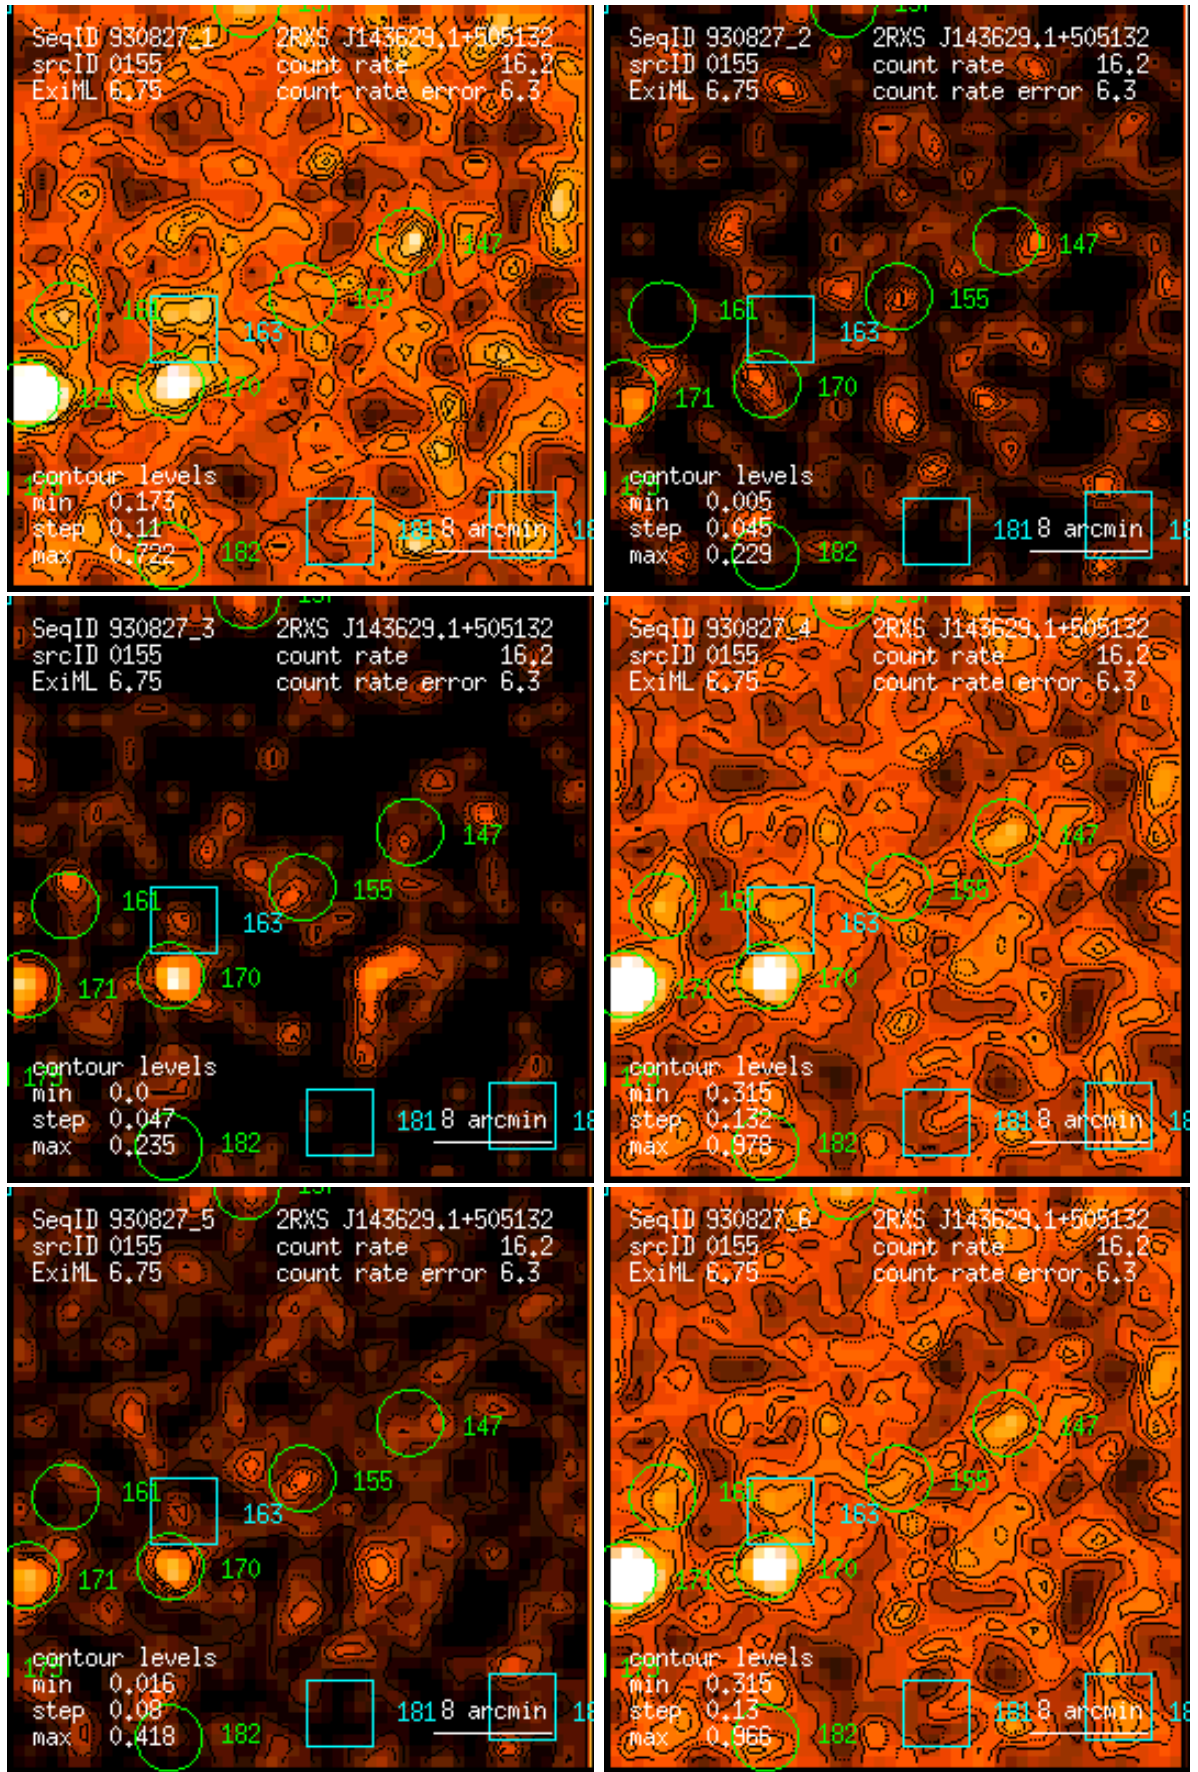 SeqID 930827_1 2RXS J143629.1+505132
srcID 0155 count rate 16.2
ExiML 6.75 count rate error 6.3
147
155
161
163
171
170
contour levels
min 0.173
step 0.11
max 0.722
181
8 arcmin
182
SeqID 930827_2 2RXS J143629.1+505132
srcID 0155 count rate 16.2
ExiML 6.75 count rate error 6.3
147
155
161
163
171
170
contour levels
min 0.005
step 0.045
max 0.229
181
8 arcmin
182
SeqID 930827_3 2RXS J143629.1+505132
srcID 0155 count rate 16.2
ExiML 6.75 count rate error 6.3
147
155
161
163
171
170
contour levels
min 0.0
step 0.047
max 0.235
181
8 arcmin
182
SeqID 930827_4 2RXS J143629.1+505132
srcID 0155 count rate 16.2
ExiML 6.75 count rate error 6.3
147
155
161
163
171
170
contour levels
min 0.315
step 0.132
max 0.978
181
8 arcmin
182
SeqID 930827_5 2RXS J143629.1+505132
srcID 0155 count rate 16.2
ExiML 6.75 count rate error 6.3
147
155
161
163
171
170
contour levels
min 0.016
step 0.08
max 0.418
181
8 arcmin
182
SeqID 930827_6 2RXS J143629.1+505132
srcID 0155 count rate 16.2
ExiML 6.75 count rate error 6.3
147
155
161
163
171
170
contour levels
min 0.315
step 0.13
max 0.966
181
8 arcmin
182